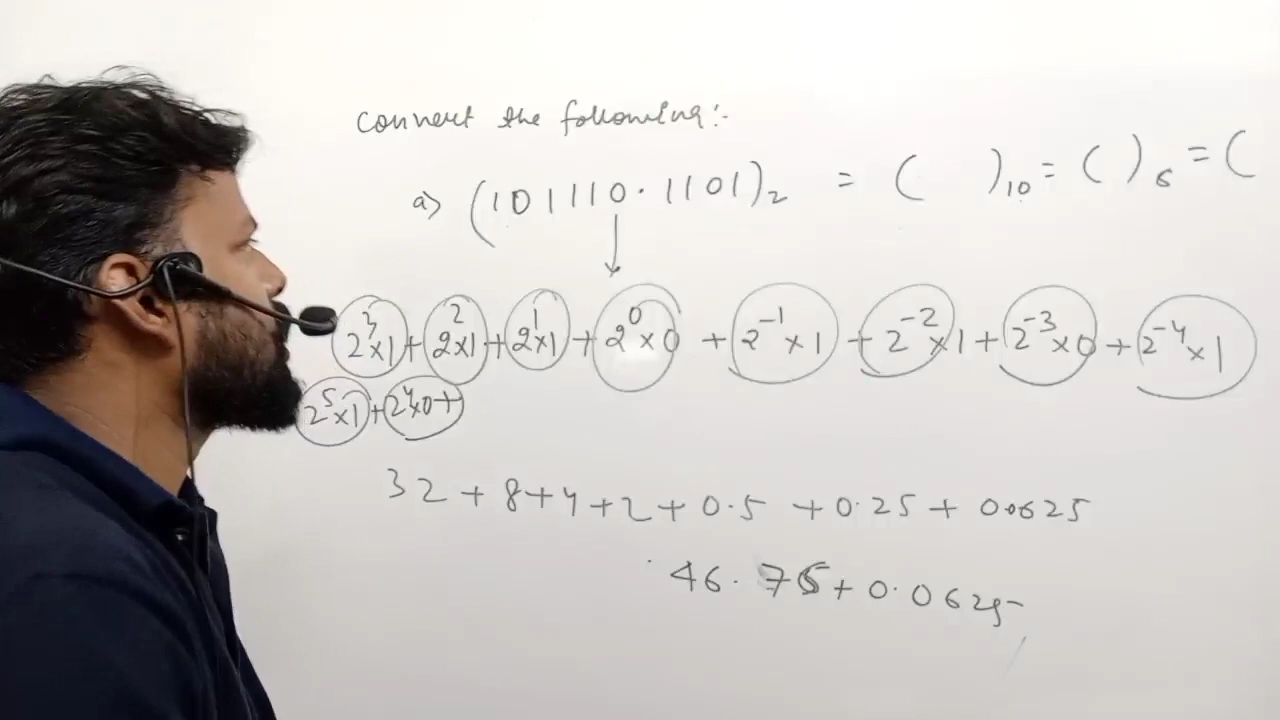 Convert the following:-
a) (101110.1101)₂ = ( )₁₀ = ( )₆ = (
2³×1 + 2²×1 + 2¹×1 + 2⁰×0 + 2⁻¹×1 + 2⁻²×1 + 2⁻³×0 + 2⁻⁴×1
2⁵×1 + 2⁴×0 +
32 + 8 + 4 + 2 + 0.5 + 0.25 + 0.0625
46.75 + 0.0625